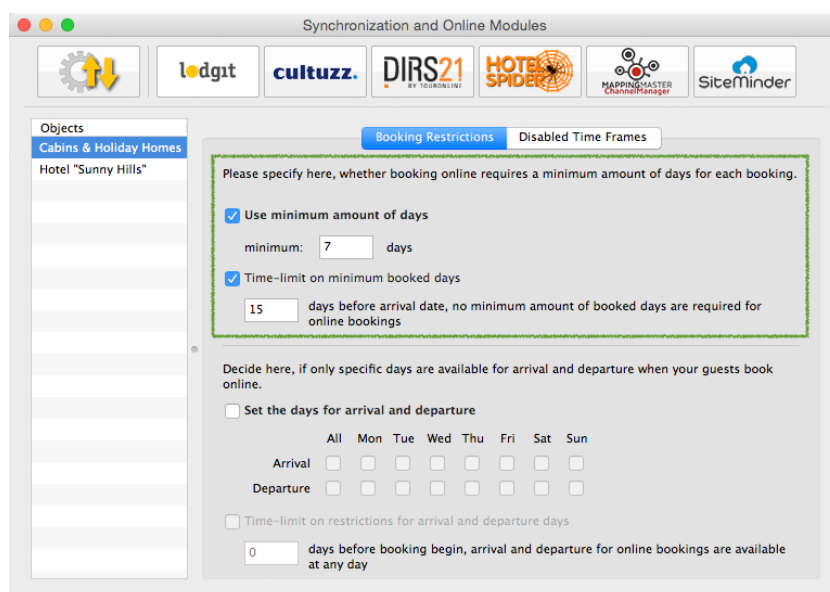 Synchronization and Online Modules
lodgit
cultuzz.
DIRS21
BY TOURONLINE
HOTEL
SPIDER
MAPPINGMASTER
ChannelManager
SiteMinder
Objects
Cabins & Holiday Homes
Hotel "Sunny Hills"
Booking Restrictions
Disabled Time Frames
Please specify here, whether booking online requires a minimum amount of days for each booking.
Use minimum amount of days
minimum: 7 days
Time-limit on minimum booked days
15 days before arrival date, no minimum amount of booked days are required for
online bookings
Decide here, if only specific days are available for arrival and departure when your guests book
online.
Set the days for arrival and departure
All Mon Tue Wed Thu Fri Sat Sun
Arrival
Departure
Time-limit on restrictions for arrival and departure days
0 days before booking begin, arrival and departure for online bookings are available
at any day